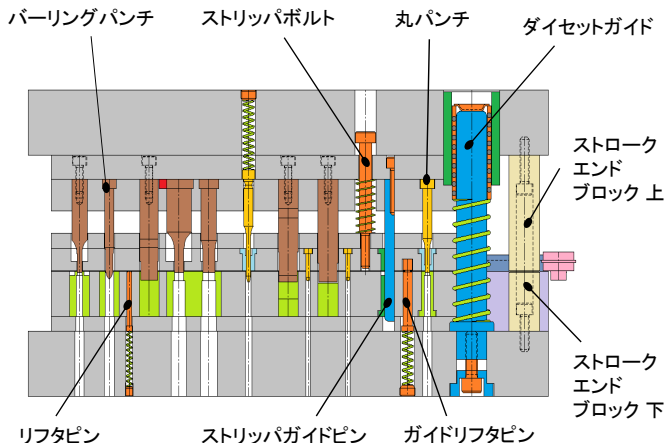 バーリングパンチ
ストリッパボルト
丸パンチ
ダイセットガイド
ストローク
エンド
ブロック 上
ストローク
エンド
ブロック 下
リフタピン
ストリッパガイドピン
ガイドリフタピン